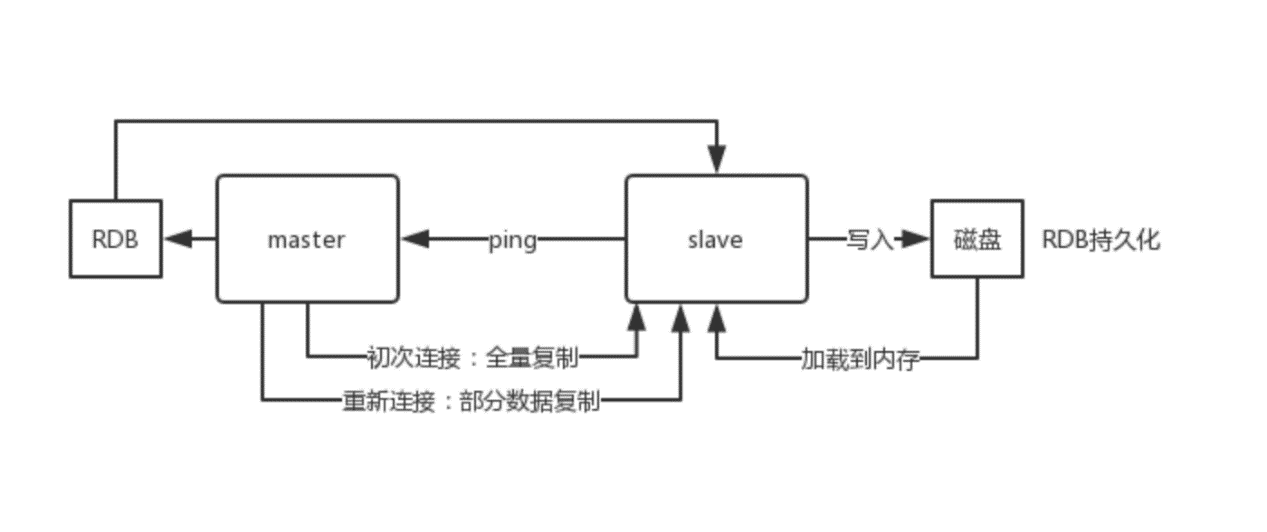 RDB
master
ping
slave
写入
磁盘
RDB持久化
初次连接：全量复制
加载到内存
重新连接：部分数据复制